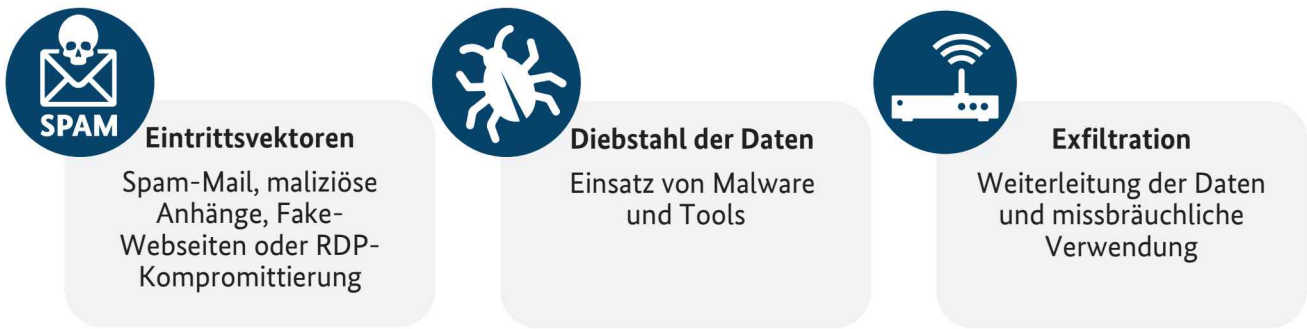 SPAM
Eintrittsvektoren
Spam-Mail, maliziöse
Anhänge, Fake-
Webseiten oder RDP-
Kompromittierung
Diebstahl der Daten
Einsatz von Malware
und Tools
Exfiltration
Weiterleitung der Daten
und missbräuchliche
Verwendung